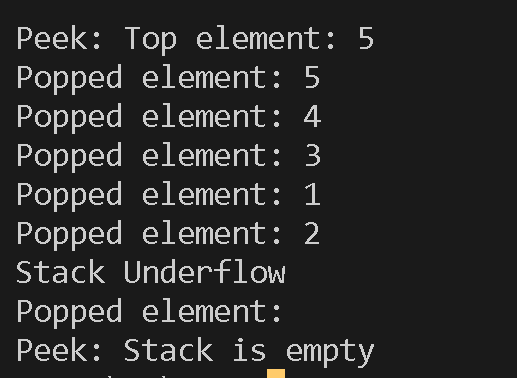 Peek: Top element: 5
Popped element: 5
Popped element: 4
Popped element: 3
Popped element: 1
Popped element: 2
Stack Underflow
Popped element:
Peek: Stack is empty